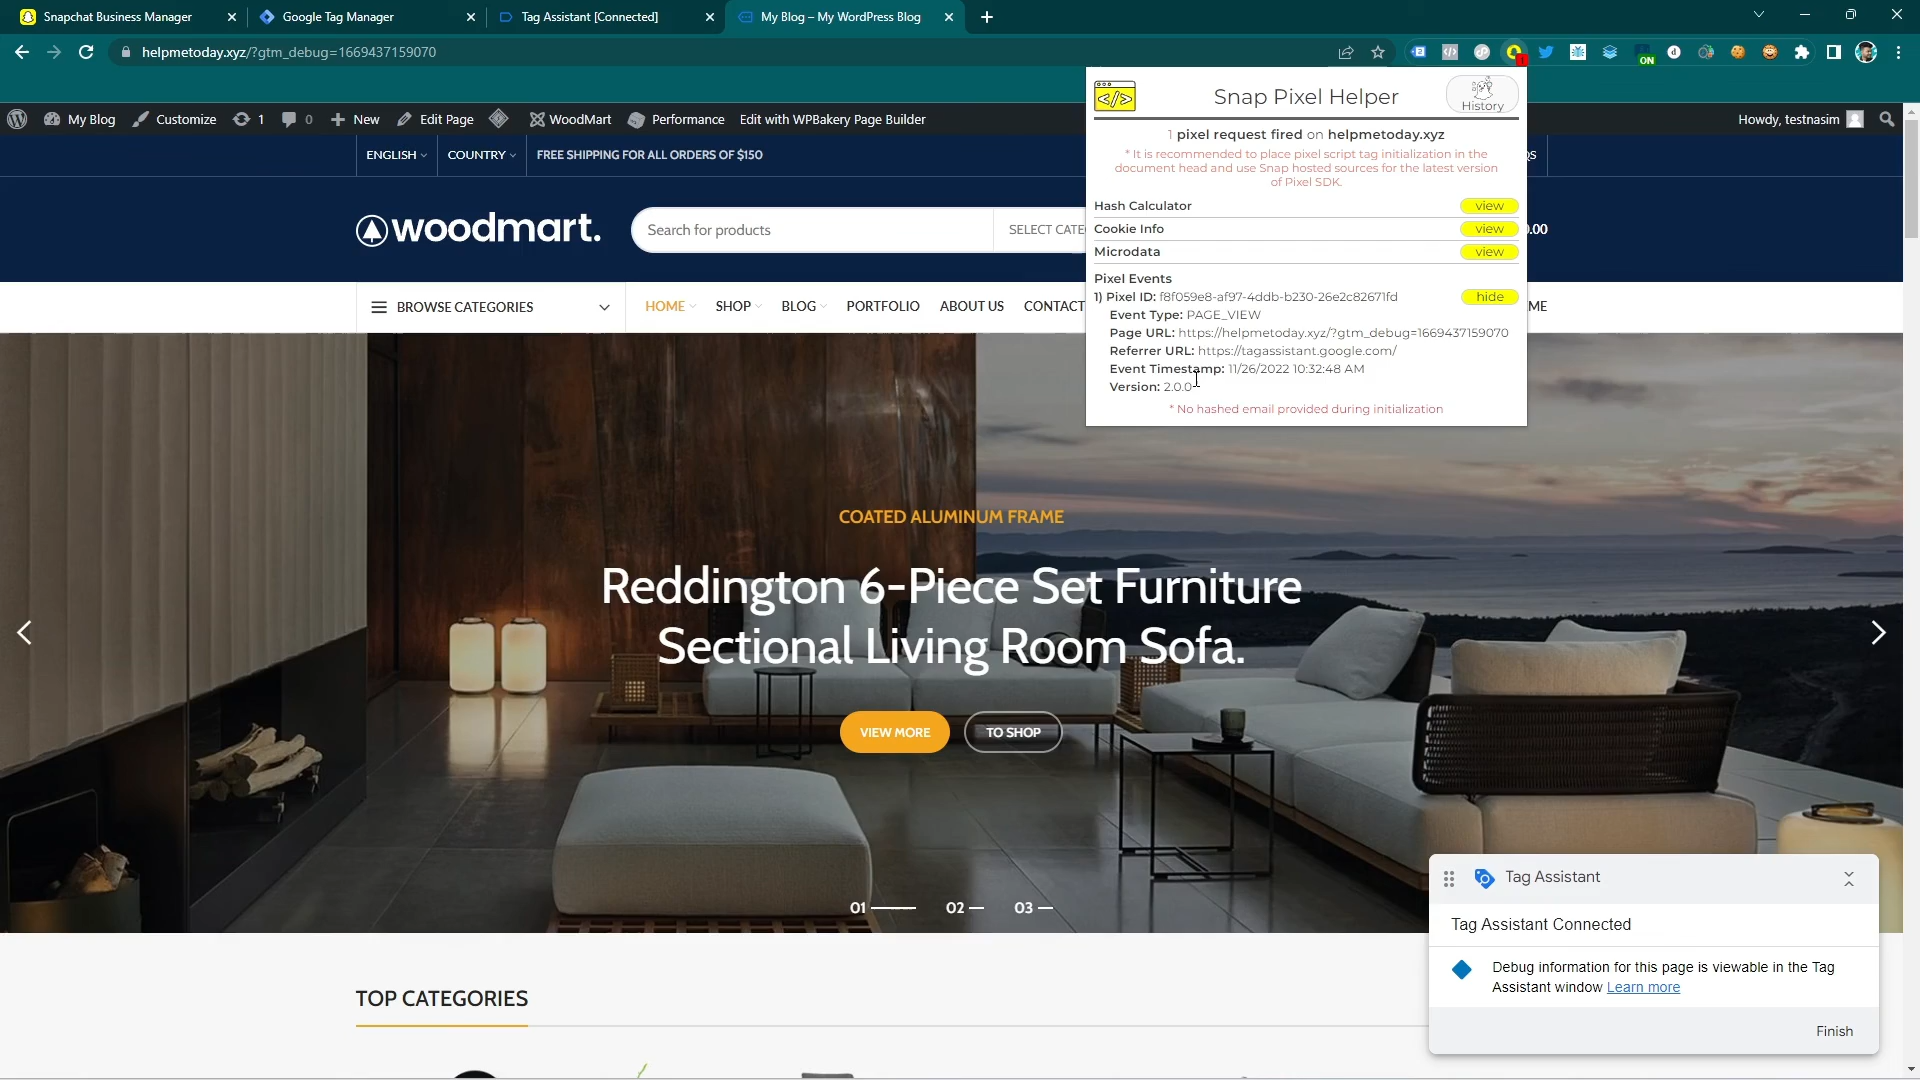 Snapchat Business Manager
Google Tag Manager
Tag Assistant [Connected]
My Blog – My WordPress Blog
helpmetoday.xyz/?gtm_debug=1669437159070
ON
My Blog
Customize
1
0
New
Edit Page
WoodMart
Performance
Edit with WPBakery Page Builder
Howdy, testnasim
ENGLISH
COUNTRY
FREE SHIPPING FOR ALL ORDERS OF $150
QS
woodmart.
Search for products
SELECT CATE
0.00
BROWSE CATEGORIES
HOME
SHOP
BLOG
PORTFOLIO
ABOUT US
CONTACT
ME
Snap Pixel Helper
History
1 pixel request fired on helpmetoday.xyz
* It is recommended to place pixel script tag initialization in the
document head and use Snap hosted sources for the latest version
of Pixel SDK.
Hash Calculator
view
Cookie Info
view
Microdata
view
Pixel Events
1) Pixel ID: f8f059e8-af97-4ddb-b230-26e2c82671fd
hide
Event Type: PAGE_VIEW
Page URL: https://helpmetoday.xyz/?gtm_debug=1669437159070
Referrer URL: https://tagassistant.google.com/
Event Timestamp: 11/26/2022 10:32:48 AM
Version: 2.0.0
* No hashed email provided during initialization
COATED ALUMINUM FRAME
Reddington 6-Piece Set Furniture
Sectional Living Room Sofa.
VIEW MORE
TO SHOP
01
02
03
TOP CATEGORIES
Tag Assistant
Tag Assistant Connected
Debug information for this page is viewable in the Tag
Assistant window Learn more
Finish